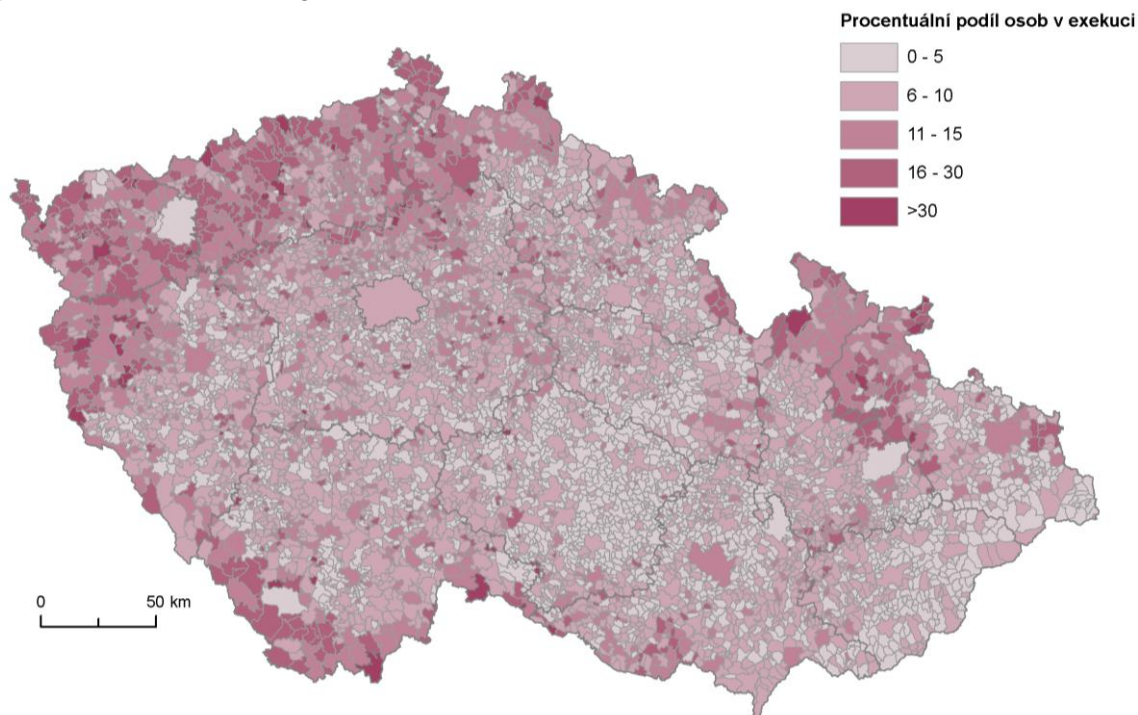 Procentuální podíl osob v exekuci
0 - 5
6 - 10
11 - 15
16 - 30
>30
0 50 km